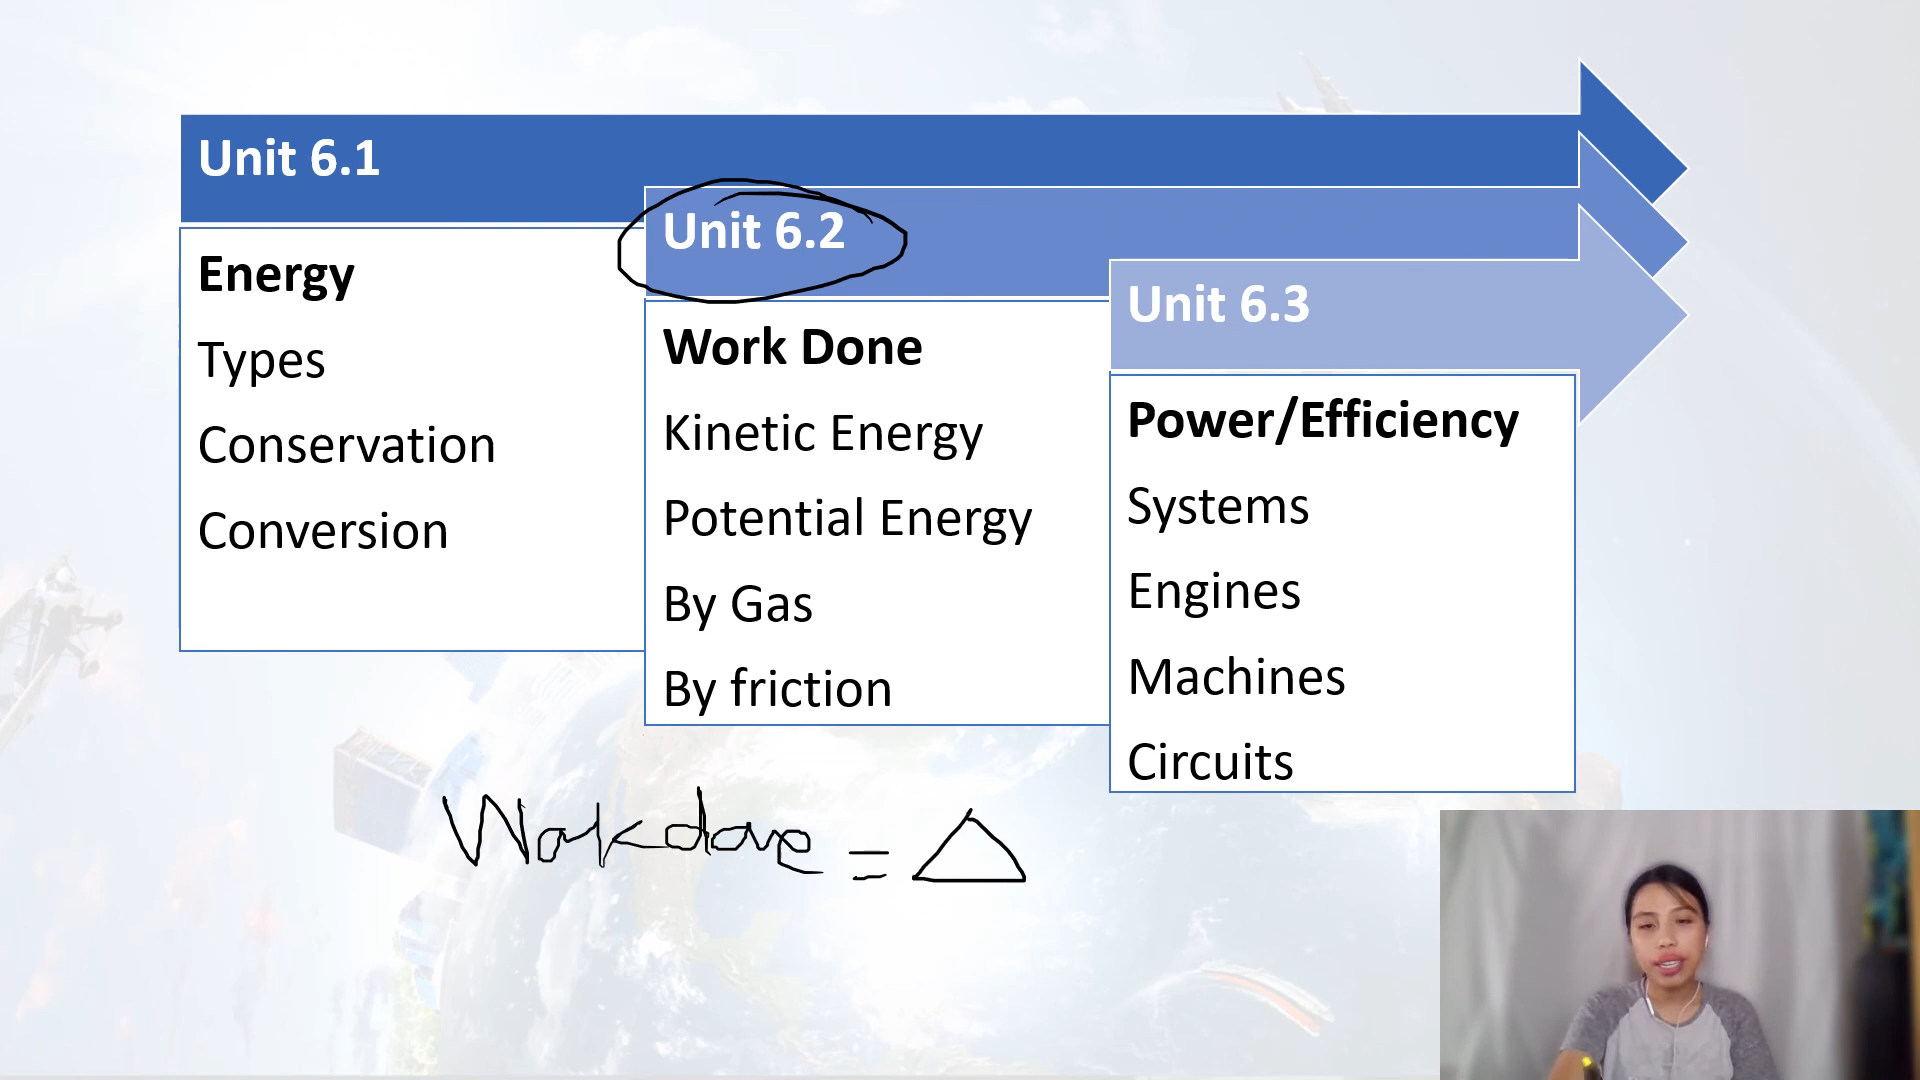 Unit 6.1
Energy
Types
Conservation
Conversion
Unit 6.2
Work Done
Kinetic Energy
Potential Energy
By Gas
By friction
Unit 6.3
Power/Efficiency
Systems
Engines
Machines
Circuits
Workdone = △